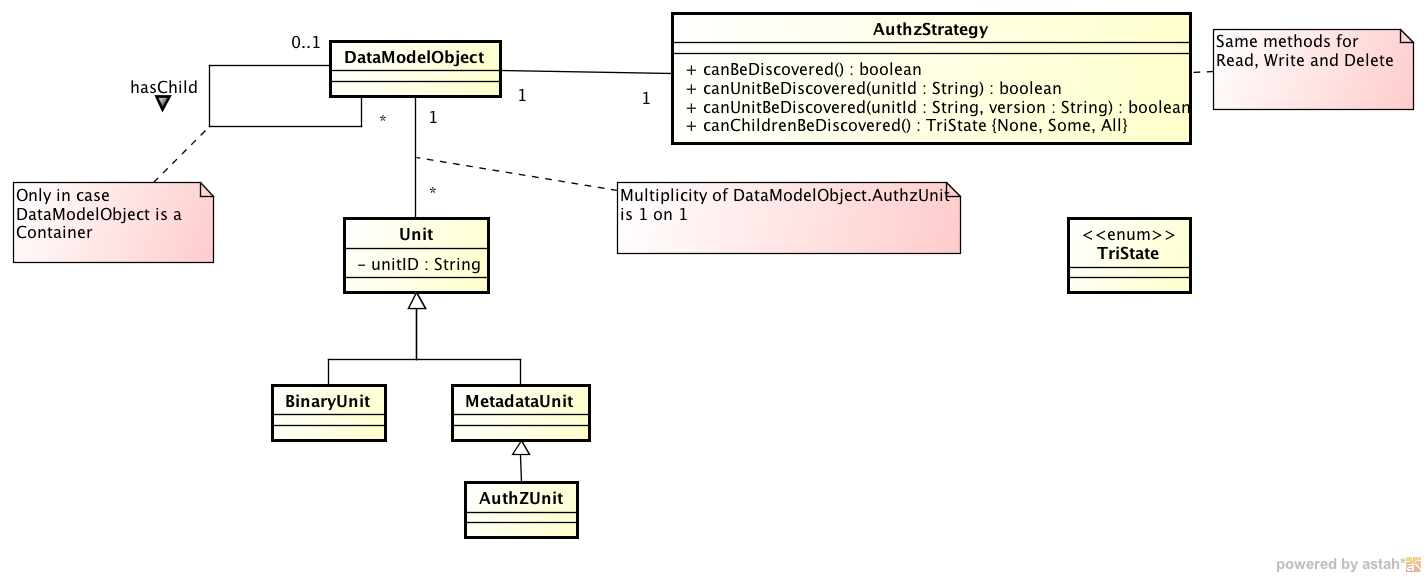 0..1
DataModelObject
hasChild
*
1
*
1
1
AuthzStrategy
+ canBeDiscovered() : boolean
+ canUnitBeDiscovered(unitId : String) : boolean
+ canUnitBeDiscovered(unitId : String, version : String) : boolean
+ canChildrenBeDiscovered() : TriState {None, Some, All}
Same methods for
Read, Write and Delete
Only in case
DataModelObject is a
Container
Multiplicity of DataModelObject.AuthzUnit
is 1 on 1
Unit
- unitID : String
<<enum>>
TriState
BinaryUnit
MetadataUnit
AuthZUnit
powered by astah*